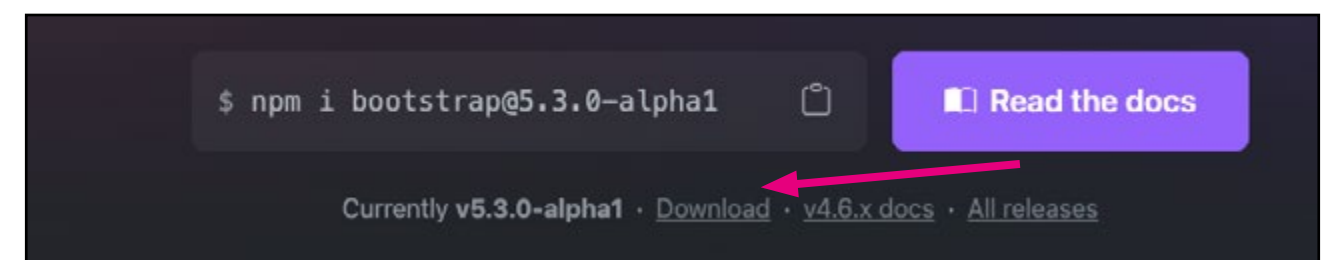 $ npm i bootstrap@5.3.0-alpha1
Read the docs
Currently v5.3.0-alpha1 · Download · v4.6.x docs · All releases